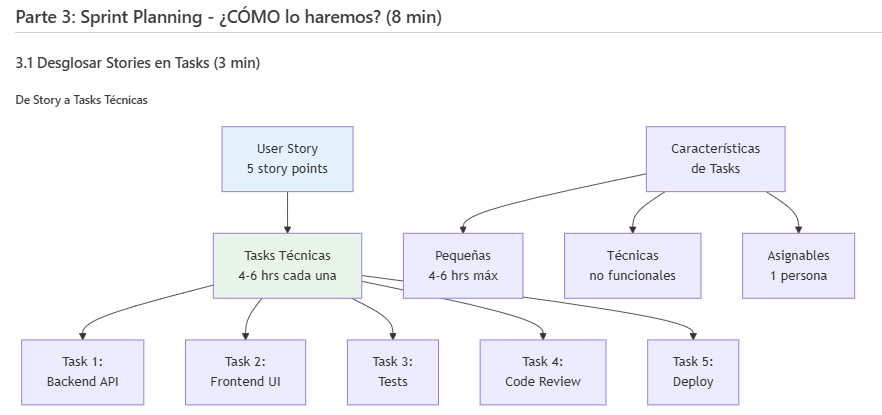 Parte 3: Sprint Planning - ¿CÓMO lo haremos? (8 min)
3.1 Desglosar Stories en Tasks (3 min)
De Story a Tasks Técnicas
User Story
5 story points
Características
de Tasks
Tasks Técnicas
4-6 hrs cada una
Pequeñas
4-6 hrs máx
Técnicas
no funcionales
Asignables
1 persona
Task 1:
Backend API
Task 2:
Frontend UI
Task 3:
Tests
Task 4:
Code Review
Task 5:
Deploy